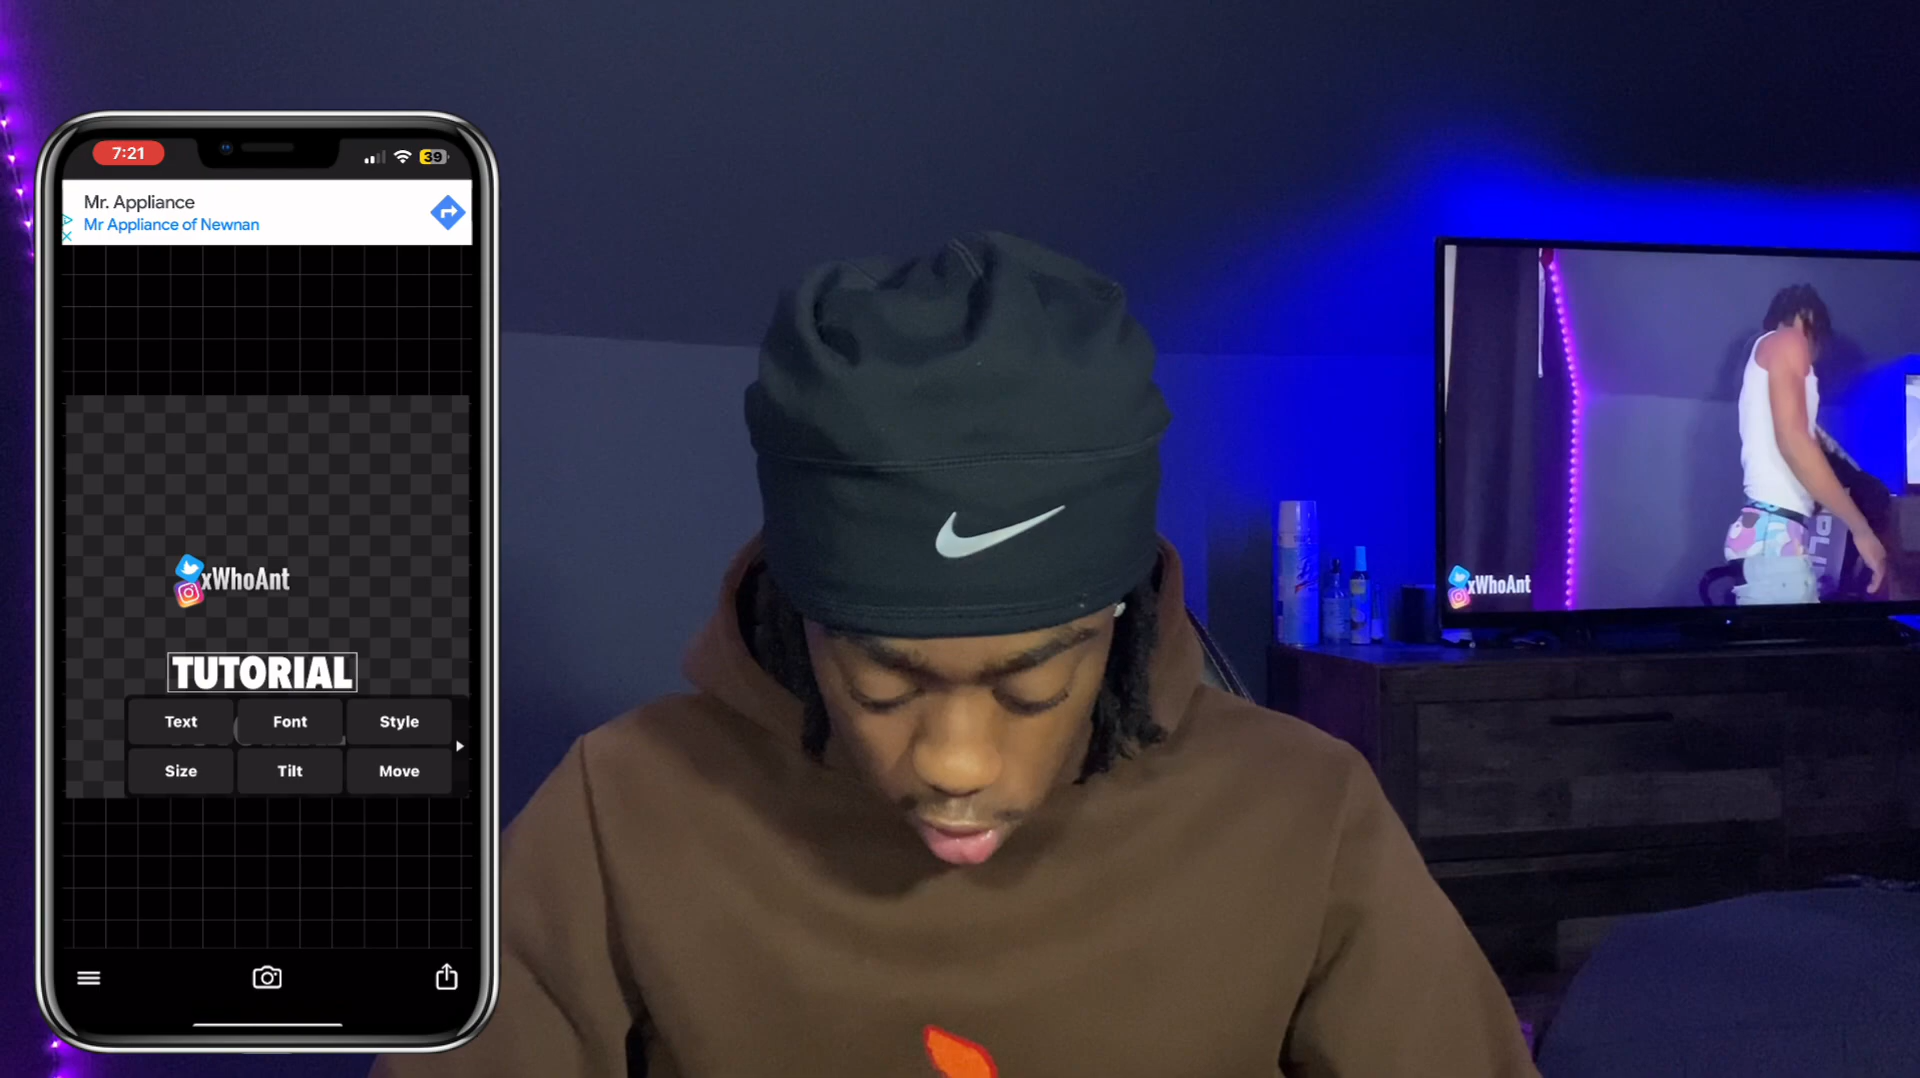 7:21
39
Mr. Appliance
Mr Appliance of Newnan
xWhoAnt
TUTORIAL
Text
Font
Style
Size
Tilt
Move
xWhoAnt